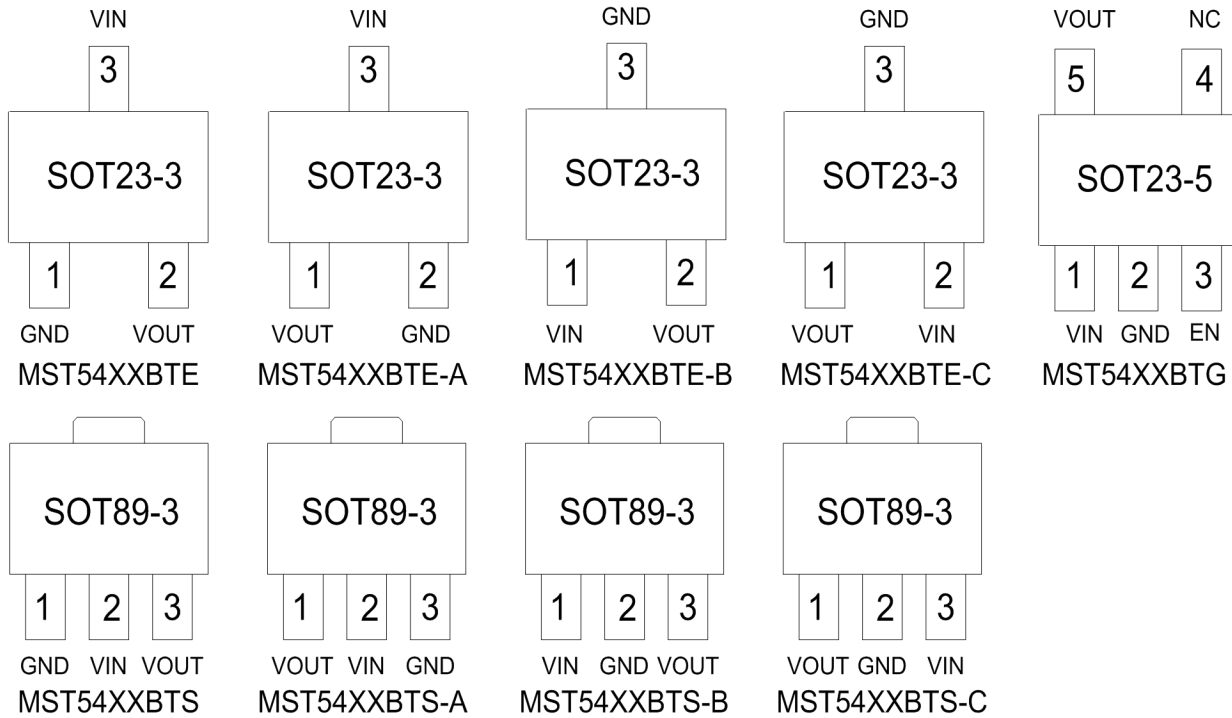 VIN VIN GND GND VOUT NC
3 3 3 3 5 4
SOT23-3 SOT23-3 SOT23-3 SOT23-3 SOT23-5
1 2 1 2 1 2 1 2 1 2 3
GND VOUT VOUT GND VIN VOUT VOUT VIN VIN GND EN
MST54XXBTE MST54XXBTE-A MST54XXBTE-B MST54XXBTE-C MST54XXBTG
SOT89-3 SOT89-3 SOT89-3 SOT89-3
1 2 3 1 2 3 1 2 3 1 2 3
GND VIN VOUT VOUT VIN GND VIN GND VOUT VOUT GND VIN
MST54XXBTS MST54XXBTS-A MST54XXBTS-B MST54XXBTS-C